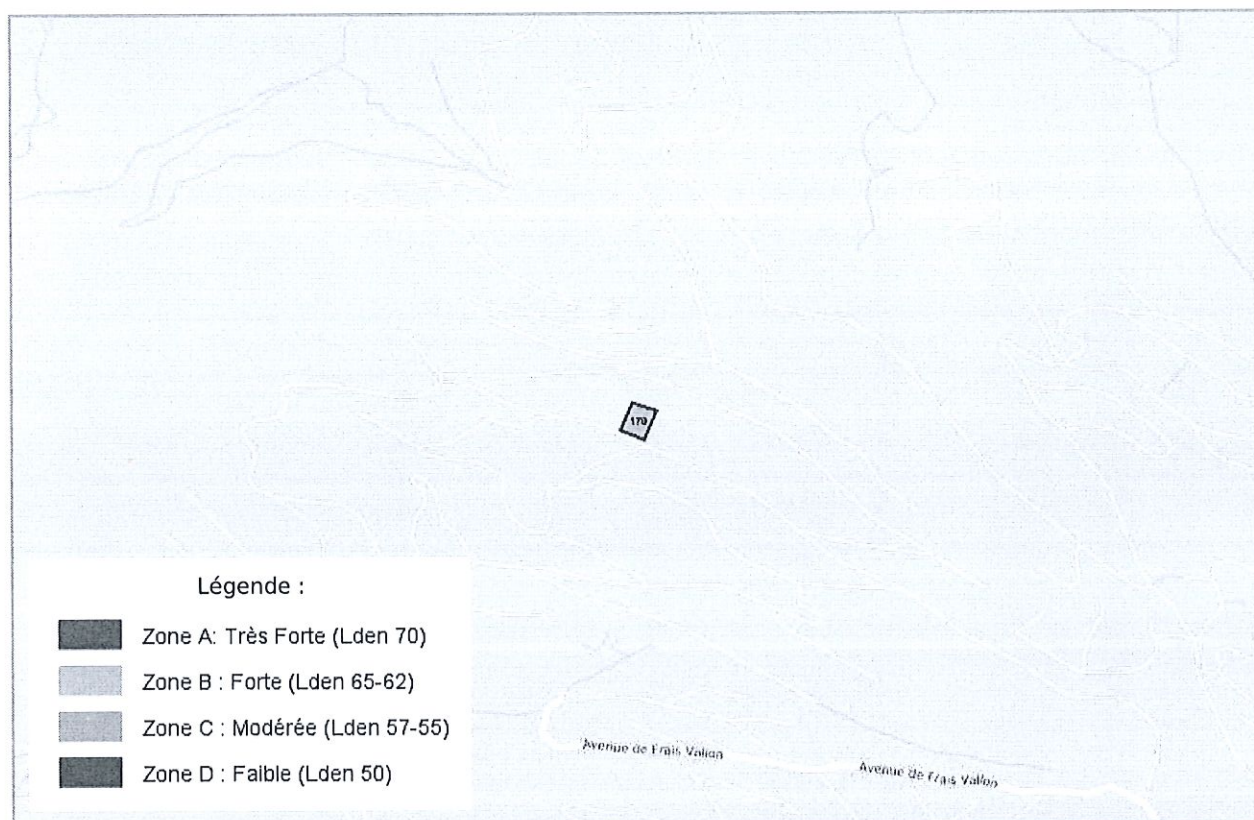 170
Légende :
Zone A: Très Forte (Lden 70)
Zone B : Forte (Lden 65-62)
Zone C : Modérée (Lden 57-55)
Zone D : Faible (Lden 50)
Avenue de Frais Vallon
Avenue de Frais Vallon